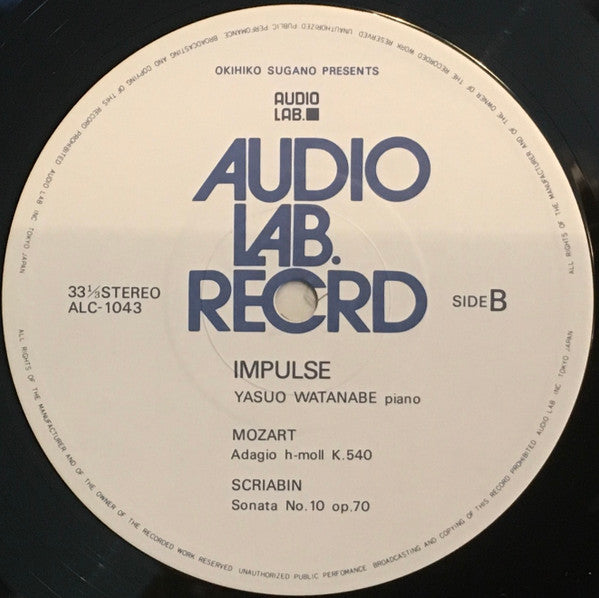 ALL RIGHTS OF THE MANUFACTURER AND OF THE OWNER OF THE RECORDED WORK RESERVED UNAUTHORIZED PUBLIC PERFOMANCE BROADCASTING AND COPYING OF THIS RECORD PROHIBITED AUDIO LAB INC TOKYO JAPAN
OKIHIKO SUGANO PRESENTS
AUDIO
LAB.
AUDIO
LAB.
RECRD
33⅓ STEREO
ALC-1043
SIDE B
IMPULSE
YASUO WATANABE piano
MOZART
Adagio h-moll K.540
SCRIABIN
Sonata No.10 op.70
ALL RIGHTS OF THE MANUFACTURER AND OF THE OWNER OF THE RECORDED WORK RESERVED UNAUTHORIZED PUBLIC PERFOMANCE BROADCASTING AND COPYING OF THIS RECORD PROHIBITED AUDIO LAB INC TOKYO JAPAN